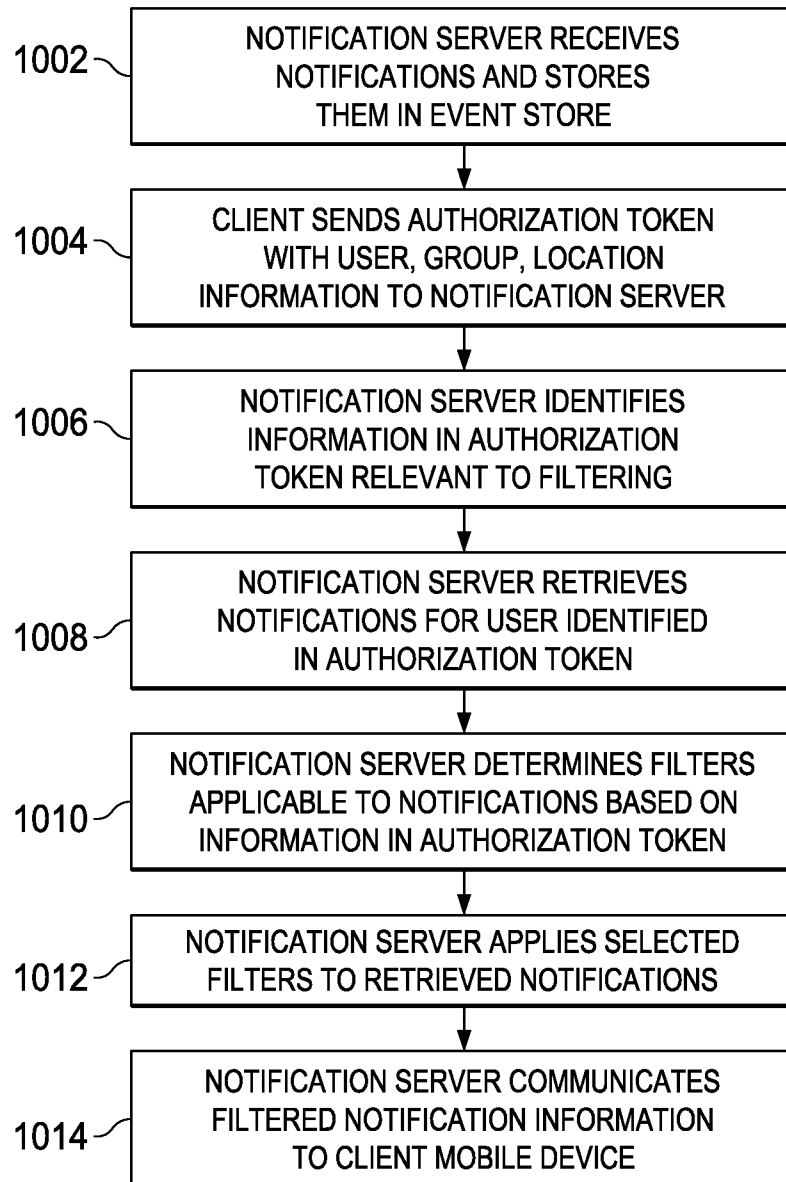 1002
NOTIFICATION SERVER RECEIVES
NOTIFICATIONS AND STORES
THEM IN EVENT STORE
1004
CLIENT SENDS AUTHORIZATION TOKEN
WITH USER, GROUP, LOCATION
INFORMATION TO NOTIFICATION SERVER
1006
NOTIFICATION SERVER IDENTIFIES
INFORMATION IN AUTHORIZATION
TOKEN RELEVANT TO FILTERING
1008
NOTIFICATION SERVER RETRIEVES
NOTIFICATIONS FOR USER IDENTIFIED
IN AUTHORIZATION TOKEN
1010
NOTIFICATION SERVER DETERMINES FILTERS
APPLICABLE TO NOTIFICATIONS BASED ON
INFORMATION IN AUTHORIZATION TOKEN
1012
NOTIFICATION SERVER APPLIES SELECTED
FILTERS TO RETRIEVED NOTIFICATIONS
1014
NOTIFICATION SERVER COMMUNICATES
FILTERED NOTIFICATION INFORMATION
TO CLIENT MOBILE DEVICE